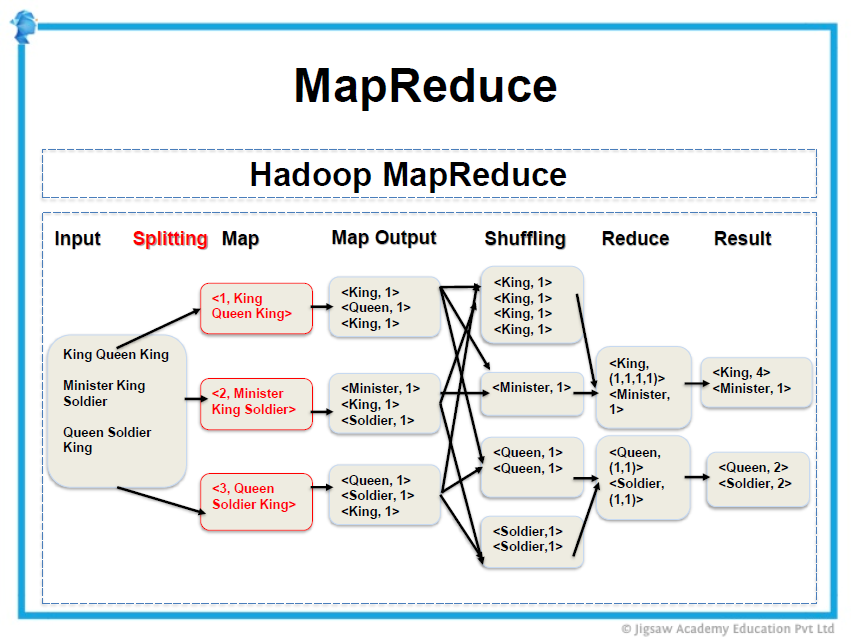 MapReduce
Hadoop MapReduce
Input Splitting Map Map Output Shuffling Reduce Result
King Queen King
Minister King
Soldier
Queen Soldier
King
<1, King
Queen King>
<2, Minister
King Soldier>
<3, Queen
Soldier King>
<King, 1>
<Queen, 1>
<King, 1>
<Minister, 1>
<King, 1>
<Soldier, 1>
<Queen, 1>
<Soldier, 1>
<King, 1>
<King, 1>
<King, 1>
<King, 1>
<King, 1>
<Minister, 1>
<Queen, 1>
<Queen, 1>
<Soldier,1>
<Soldier,1>
<King,
(1,1,1,1)>
<Minister,
1>
<Queen,
(1,1)>
<Soldier,
(1,1)>
<King, 4>
<Minister, 1>
<Queen, 2>
<Soldier, 2>
© Jigsaw Academy Education Pvt Ltd